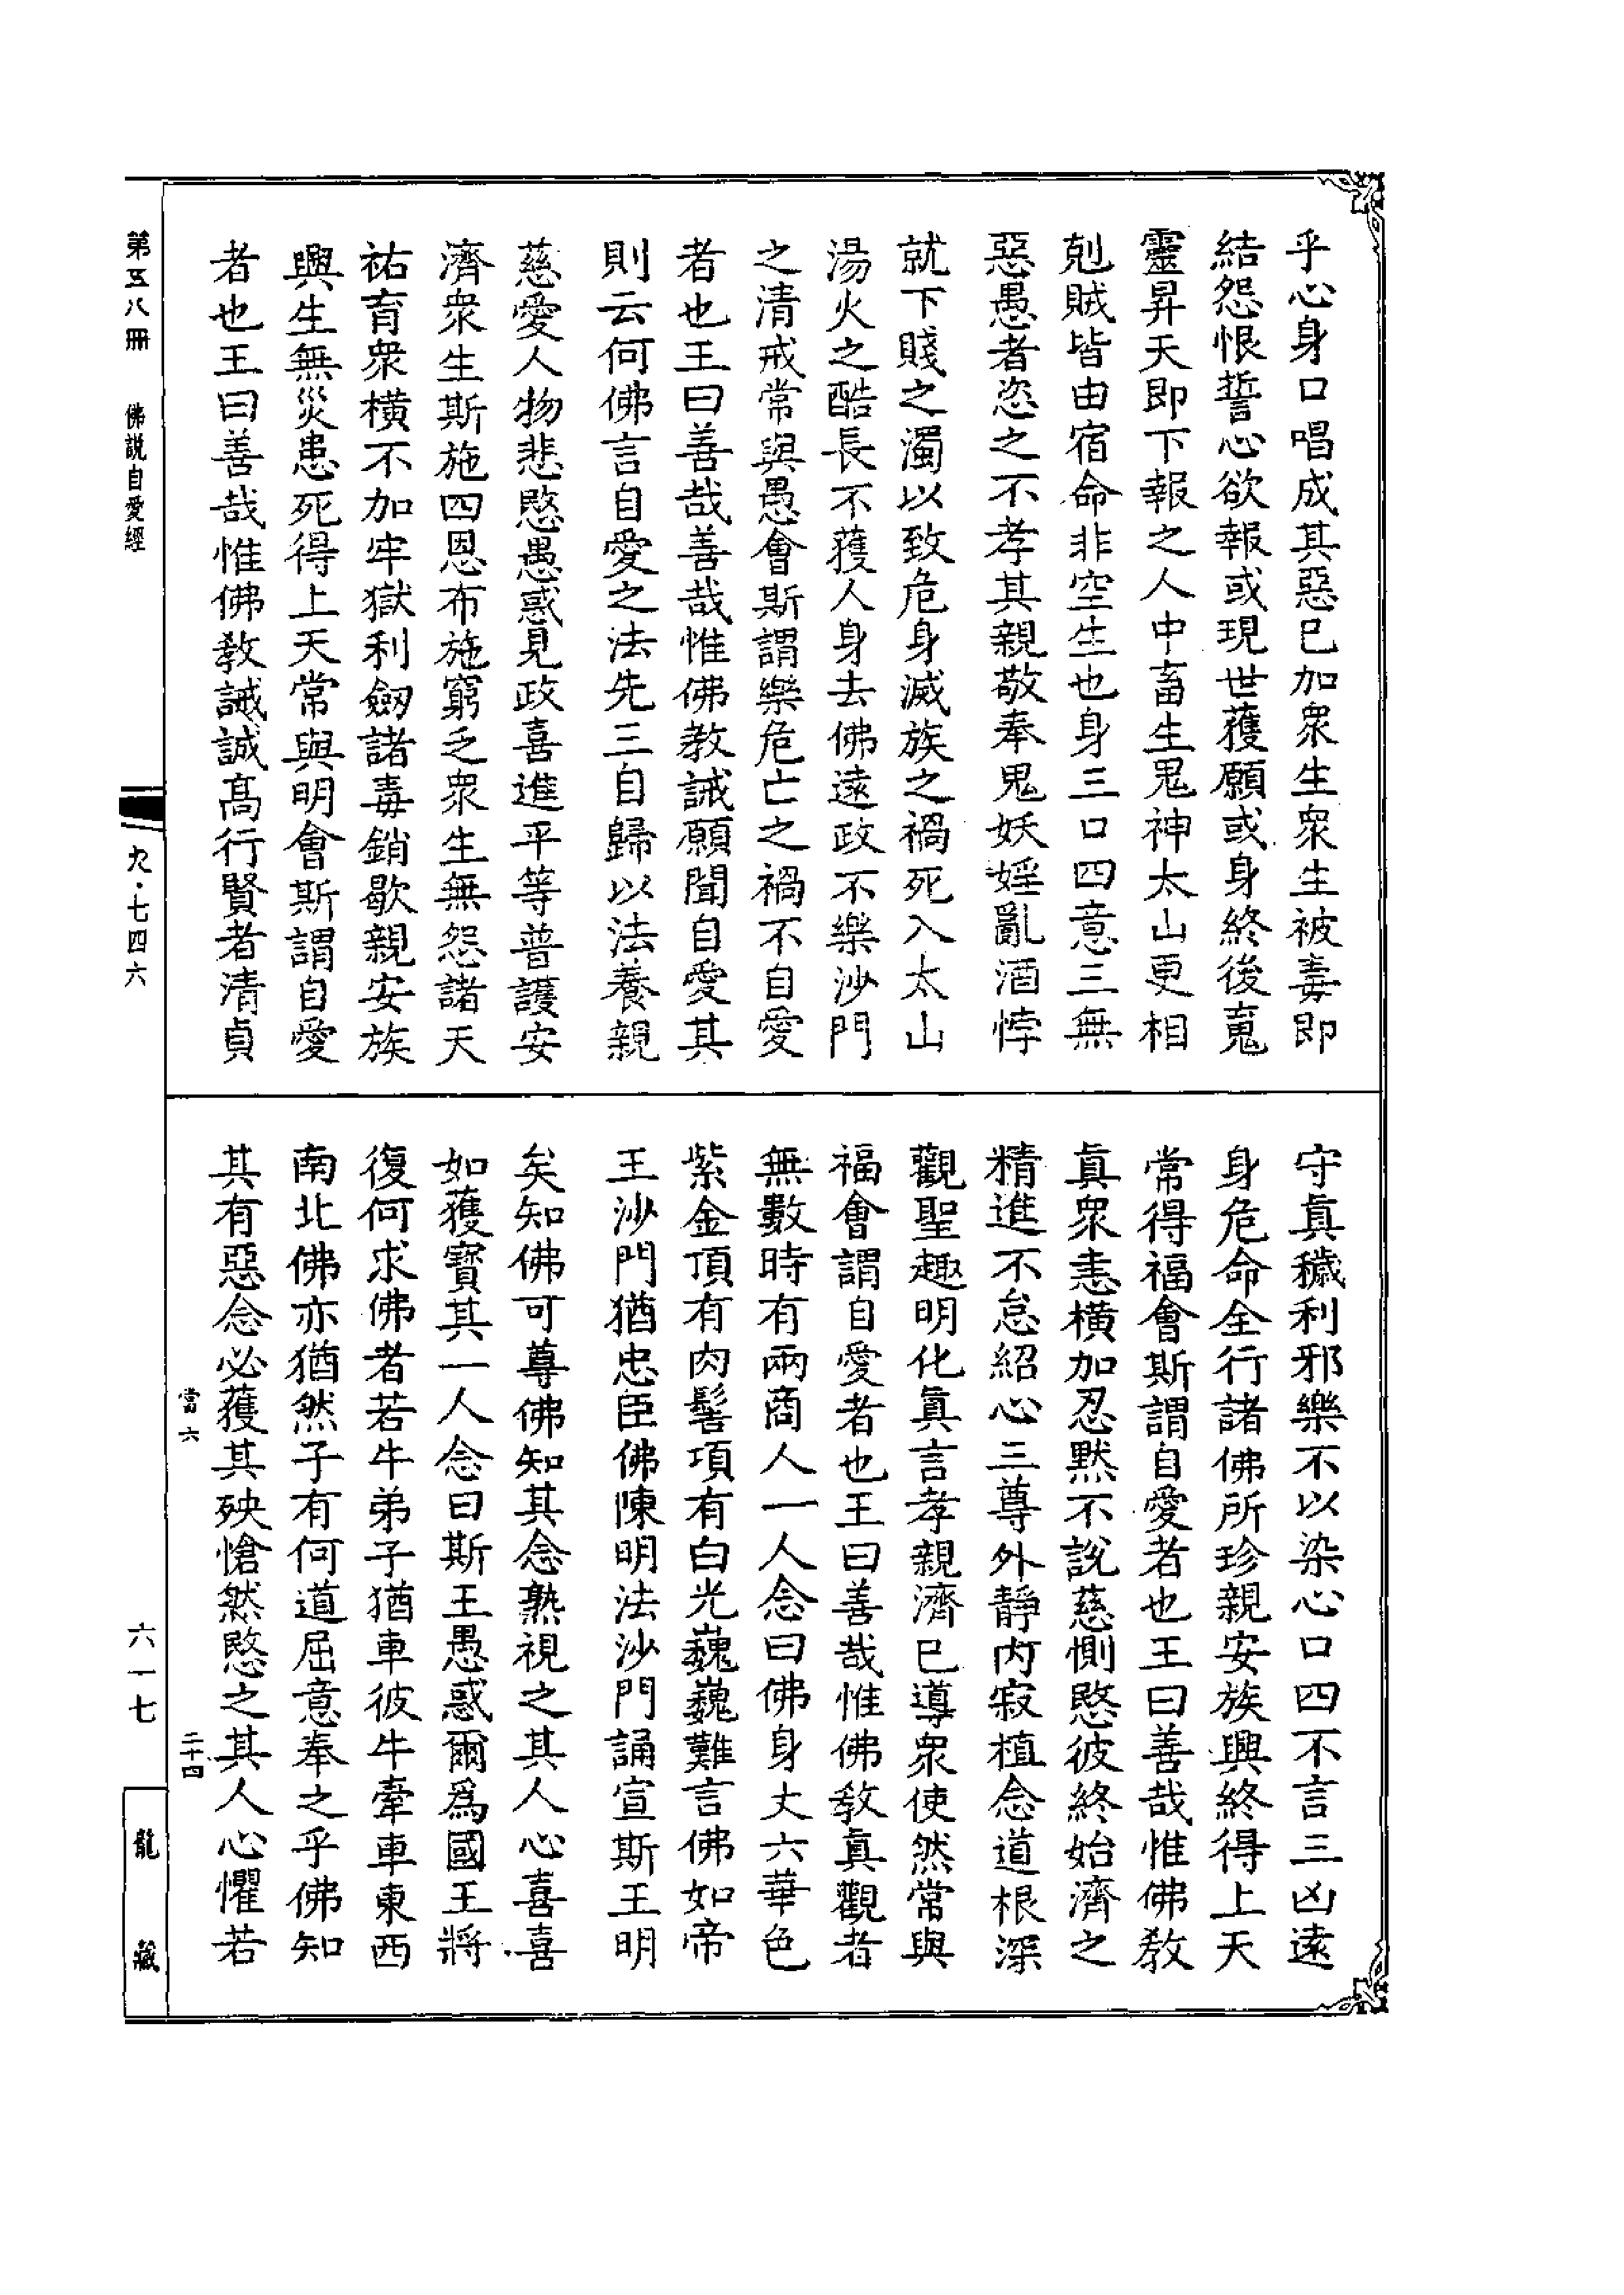 乎心身口唱成其惡已加眾生眾生被毒即
結怨恨誓心欲報或現世獲願或身終後䰟
靈昇天即下報之人中畜生鬼神太山更相
剋賊皆由宿命非空生也身三口四意三無
惡愚者恣之不孝其親敬奉鬼妖婬亂酒悖
就下賤之濁以致危身滅族之禍死入太山
湯火之酷長不獲人身去佛遠政不樂沙門
之清戒常與愚會斯謂樂危亡之禍不自愛
者也王曰善哉善哉惟佛教誡願聞自愛其
則云何佛言自愛之法先三自歸以法養親
慈愛人物悲愍愚惑見政喜進平等普護安
濟眾生斯施四恩布施窮乏眾生無怨諸天
祐育眾橫不加牢獄利劒諸毒銷歇親安族
興生無災患死得上天常與明會斯謂自愛
者也王曰善哉惟佛教誡誠髙行賢者清貞
守真穢利邪樂不以染心口四不言三凶遠
身危命全行諸佛所珍親安族興終得上天
常得福會斯謂自愛者也王曰善哉惟佛教
真眾恚橫加忍默不說慈惻愍彼終始濟之
精進不怠紹心三尊外靜內寂植念道根深
觀聖趣明化真言孝親濟已導眾使然常與
福會謂自愛者也王曰善哉惟佛教真觀者
無數時有兩商人一人念曰佛身丈六華色
紫金頂有肉髻項有白光巍巍難言佛如帝
王沙門猶忠臣佛陳明法沙門誦宣斯王明
矣知佛可尊佛知其念熟視之其人心喜喜
如獲寶其一人念曰斯王愚惑爾爲國王將
復何求佛者若牛弟子猶車彼牛牽車東西
南北佛亦猶然子有何道屈意奉之乎佛知
其有惡念必獲其殃愴然愍之其人心懼若
第五八冊　佛說自愛經
九·七四六
當六
六一七
二十四
龍藏